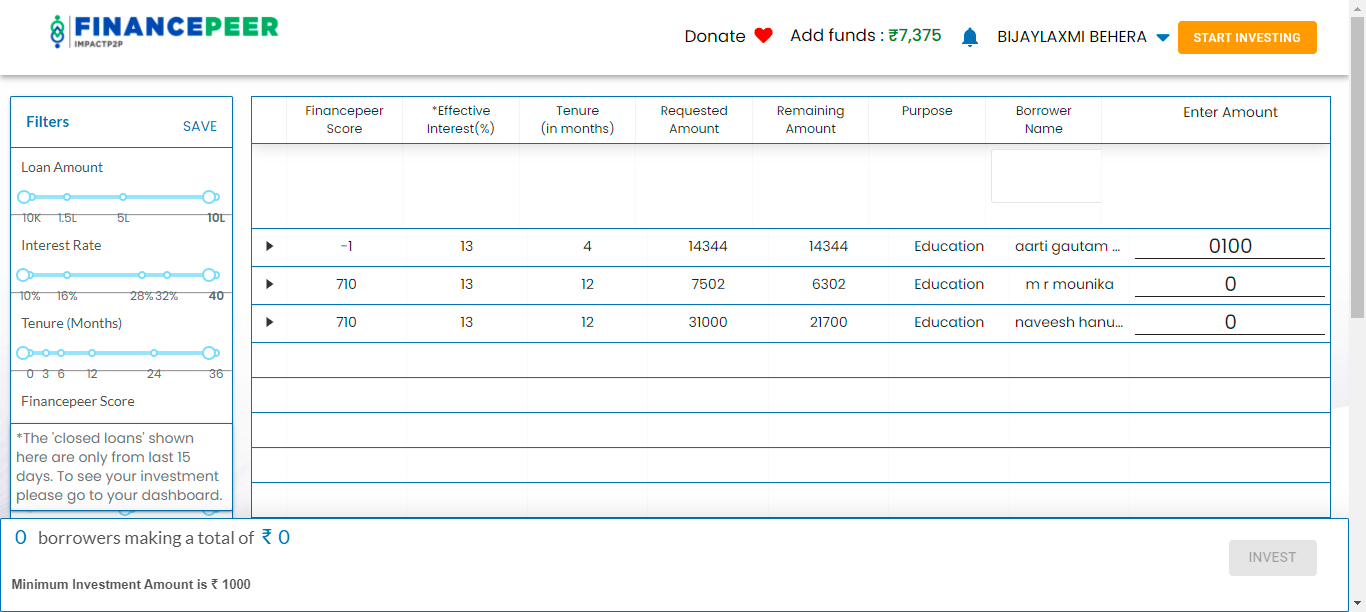 FINANCEPEER
IMPACTP2P
Donate Add funds : ₹7,375 BIJAYLAXMI BEHERA START INVESTING
Filters SAVE
Loan Amount
10K 1.5L 5L 10L
Interest Rate
10% 16% 28% 32% 40
Tenure (Months)
0 3 6 12 24 36
Financepeer Score
*The 'closed loans' shown
here are only from last 15
days. To see your investment
please go to your dashboard.
Financepeer *Effective Tenure Requested Remaining Purpose Borrower Enter Amount
Score Interest(%) (in months) Amount Amount Name
-1 13 4 14344 14344 Education aarti gautam ... 0100
710 13 12 7502 6302 Education m r mounika 0
710 13 12 31000 21700 Education naveesh hanu... 0
0 borrowers making a total of ₹ 0
INVEST
Minimum Investment Amount is ₹ 1000